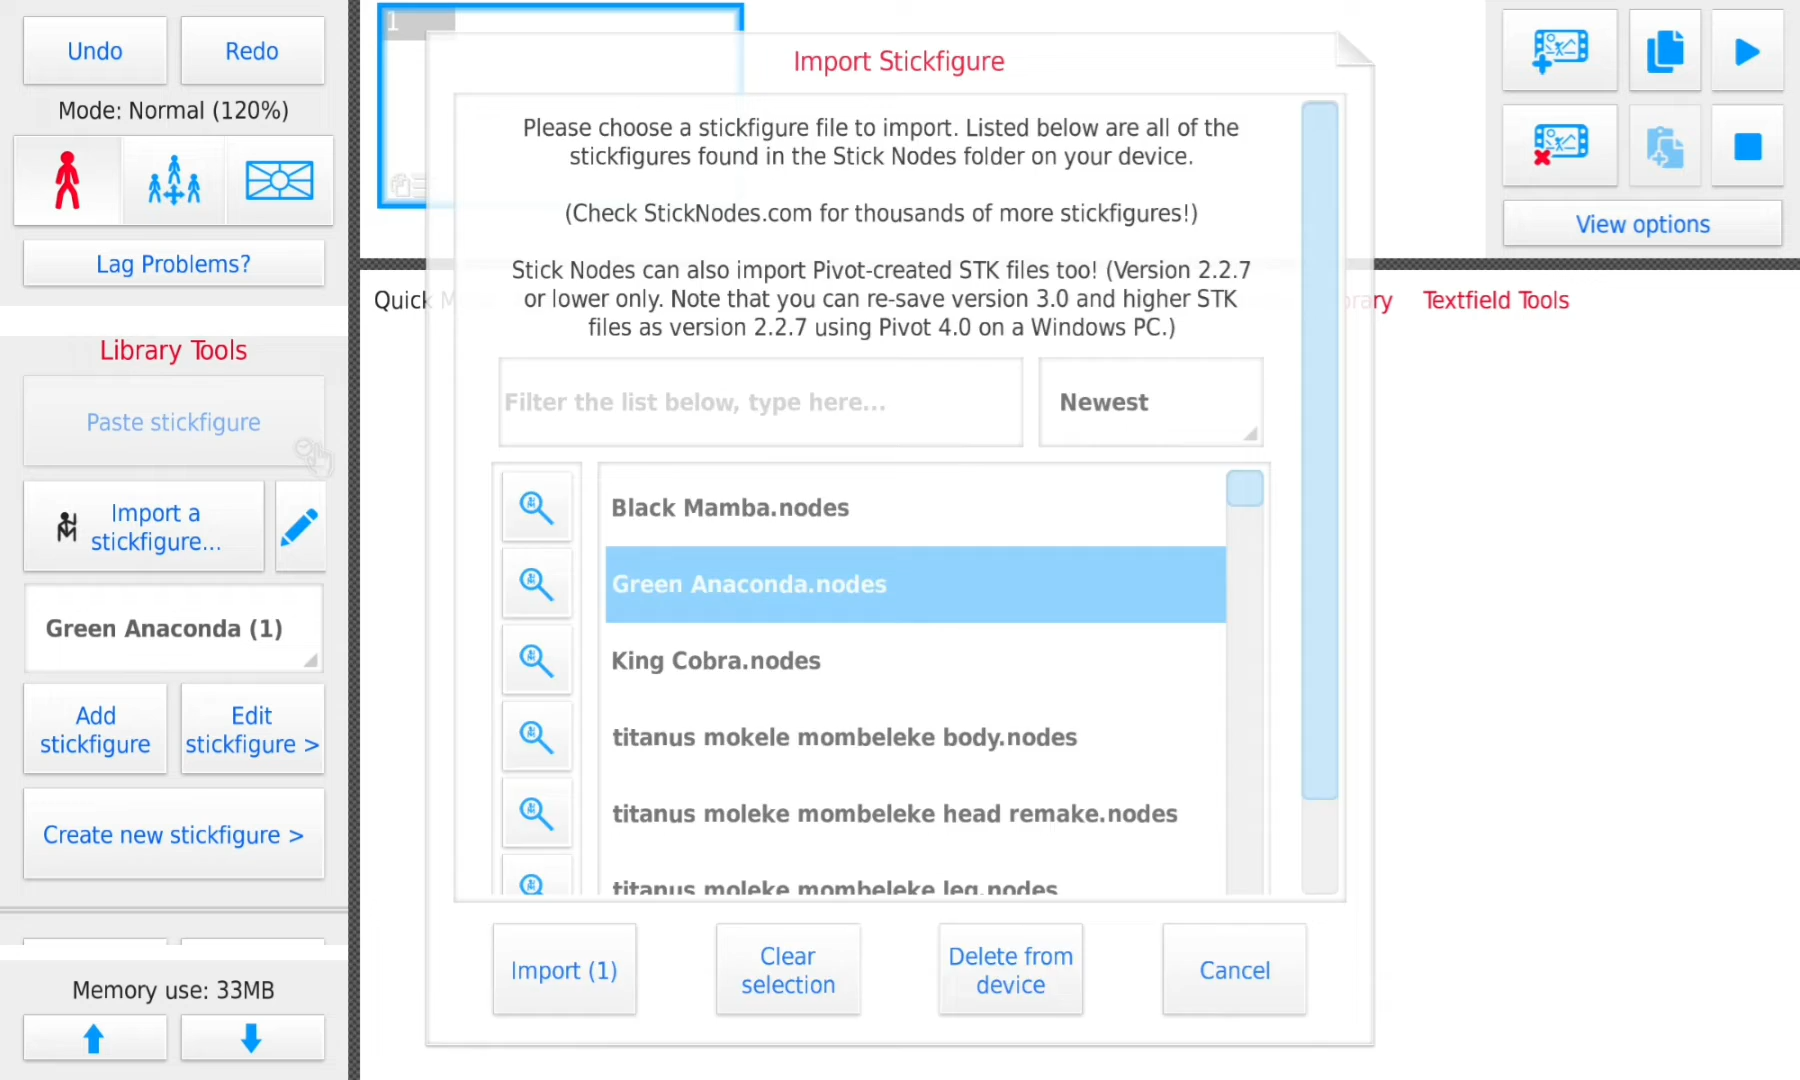 Undo
Redo
Mode: Normal (120%)
Lag Problems?
Library Tools
Paste stickfigure
Import a
stickfigure...
Green Anaconda (1)
Add
stickfigure
Edit
stickfigure >
Create new stickfigure >
Memory use: 33MB
1
Quick
Import Stickfigure
Please choose a stickfigure file to import. Listed below are all of the
stickfigures found in the Stick Nodes folder on your device.
(Check StickNodes.com for thousands of more stickfigures!)
Stick Nodes can also import Pivot-created STK files too! (Version 2.2.7
or lower only. Note that you can re-save version 3.0 and higher STK
files as version 2.2.7 using Pivot 4.0 on a Windows PC.)
Filter the list below, type here...
Newest
Black Mamba.nodes
Green Anaconda.nodes
King Cobra.nodes
titanus mokele mombeleke body.nodes
titanus moleke mombeleke head remake.nodes
titanus moleke mombeleke leg.nodes
Import (1)
Clear
selection
Delete from
device
Cancel
View options
Textfield Tools